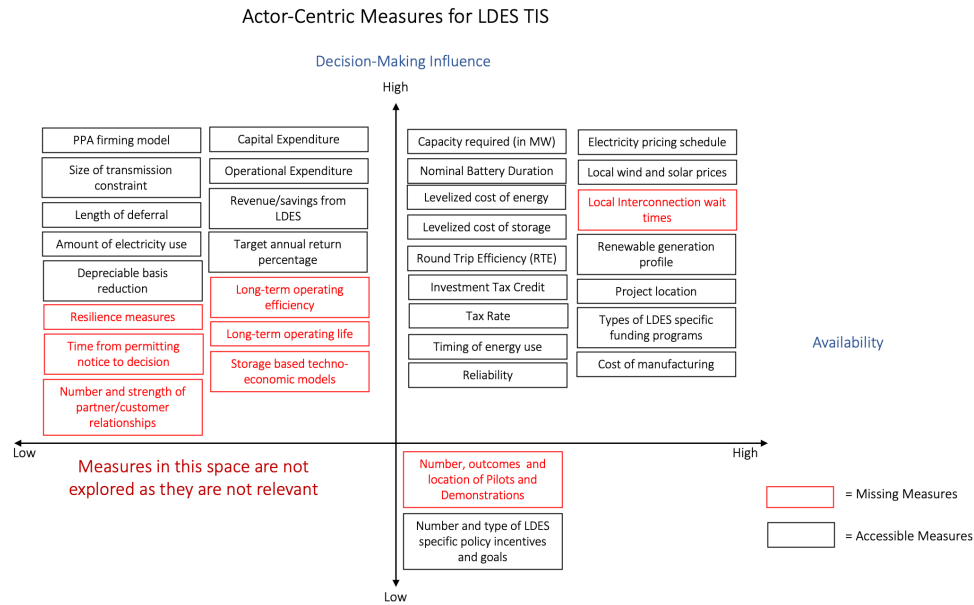 Actor-Centric Measures for LDES TIS
Decision-Making Influence
High
PPA firming model
Size of transmission
constraint
Length of deferral
Amount of electricity use
Depreciable basis
reduction
Resilience measures
Time from permitting
notice to decision
Number and strength of
partner/customer
relationships
Capital Expenditure
Operational Expenditure
Revenue/savings from
LDES
Target annual return
percentage
Long-term operating
efficiency
Long-term operating life
Storage based techno-
economic models
Capacity required (in MW)
Nominal Battery Duration
Levelized cost of energy
Levelized cost of storage
Round Trip Efficiency (RTE)
Investment Tax Credit
Tax Rate
Timing of energy use
Reliability
Electricity pricing schedule
Local wind and solar prices
Local Interconnection wait
times
Renewable generation
profile
Project location
Types of LDES specific
funding programs
Cost of manufacturing
Availability
Low
High
Measures in this space are not
explored as they are not relevant
Number, outcomes and
location of Pilots and
Demonstrations
Number and type of LDES
specific policy incentives
and goals
= Missing Measures
= Accessible Measures
Low